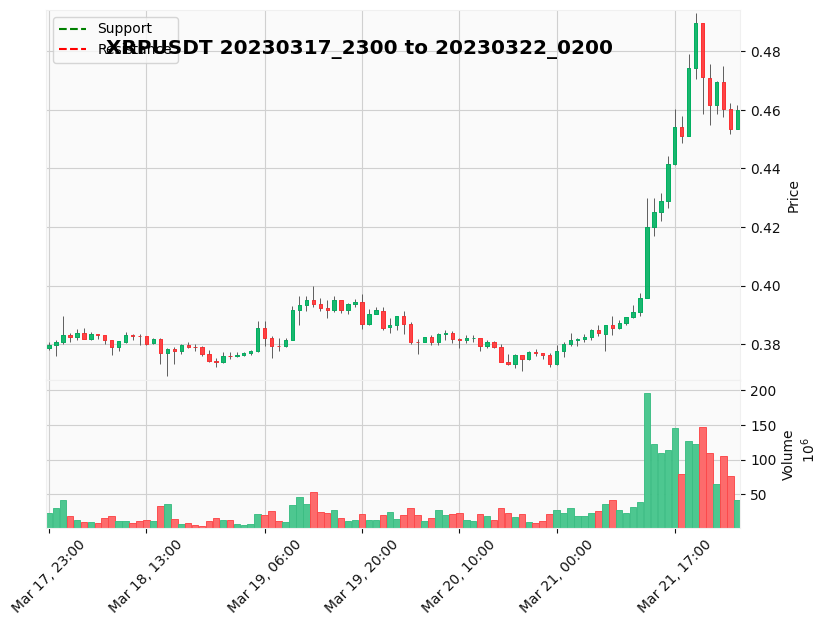 XRPUSDT 20230317_2300 to 20230322_0200
Support
Resistance
0.48
0.46
0.44
0.42
0.40
0.38
Price
200
150
100
50
Volume
10^6
Mar 17, 23:00
Mar 18, 13:00
Mar 19, 06:00
Mar 19, 20:00
Mar 20, 10:00
Mar 21, 00:00
Mar 21, 17:00